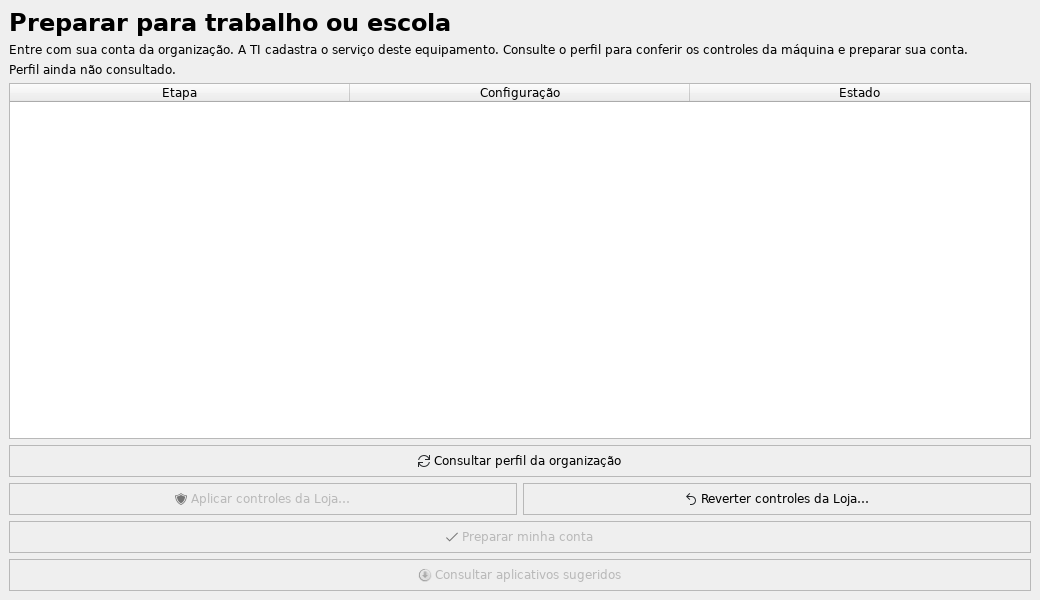 Preparar para trabalho ou escola
Entre com sua conta da organização. A TI cadastra o serviço deste equipamento. Consulte o perfil para conferir os controles da máquina e preparar sua conta.
Perfil ainda não consultado.
Etapa Configuração Estado
Consultar perfil da organização
Aplicar controles da Loja... Reverter controles da Loja...
Preparar minha conta
Consultar aplicativos sugeridos